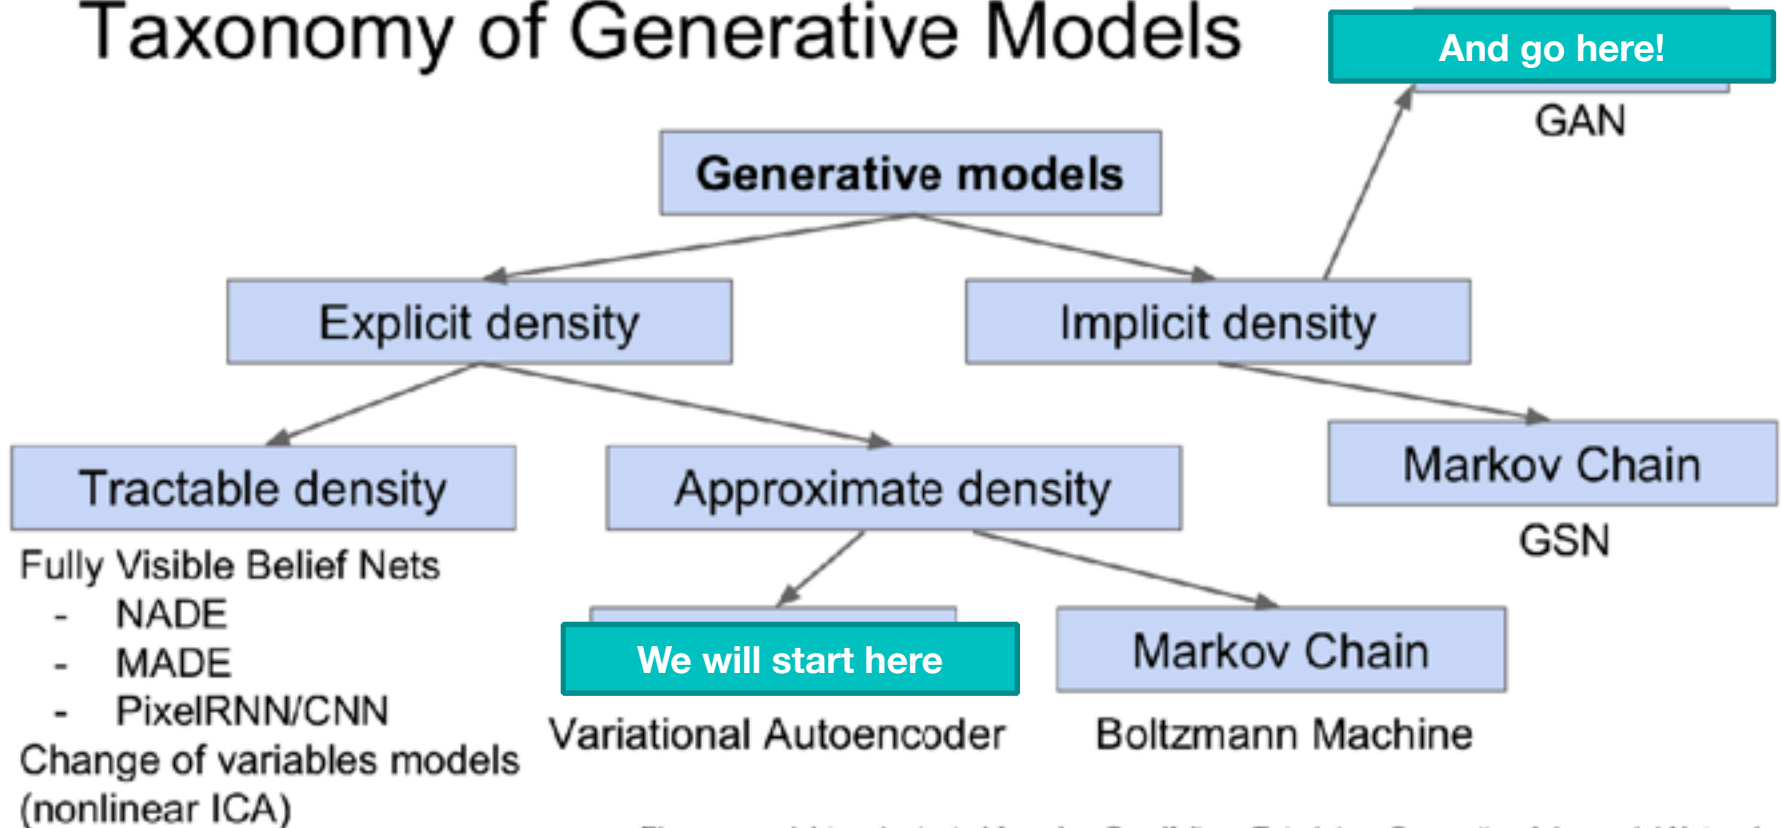 Taxonomy of Generative Models
And go here!
GAN
Generative models
Explicit density
Implicit density
Tractable density
Approximate density
Markov Chain
GSN
Fully Visible Belief Nets
- NADE
- MADE
- PixelRNN/CNN
Change of variables models
(nonlinear ICA)
We will start here
Variational Autoencoder
Markov Chain
Boltzmann Machine